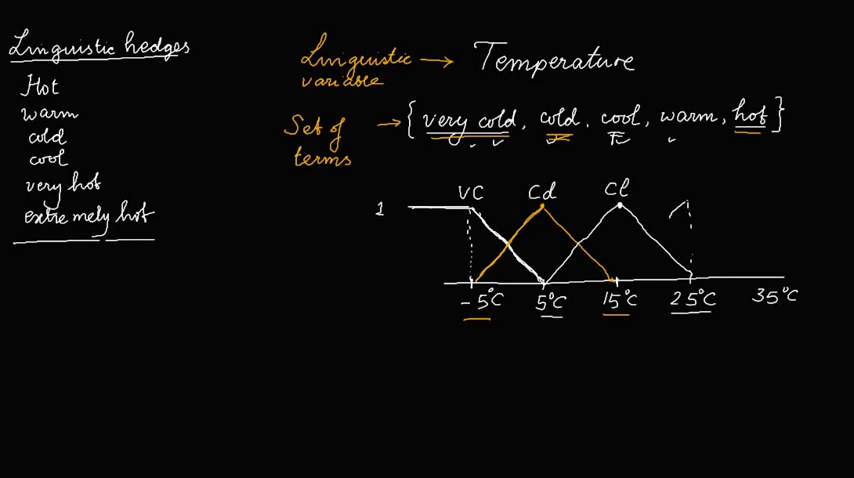 Linguistic hedges
Hot
warm
cold
cool
very hot
extremely hot
Linguistic variable → Temperature
Set of terms → {very cold, cold, cool, warm, hot}
VC Cd Cl
1
-5°C 5°C 15°C 25°C 35°C